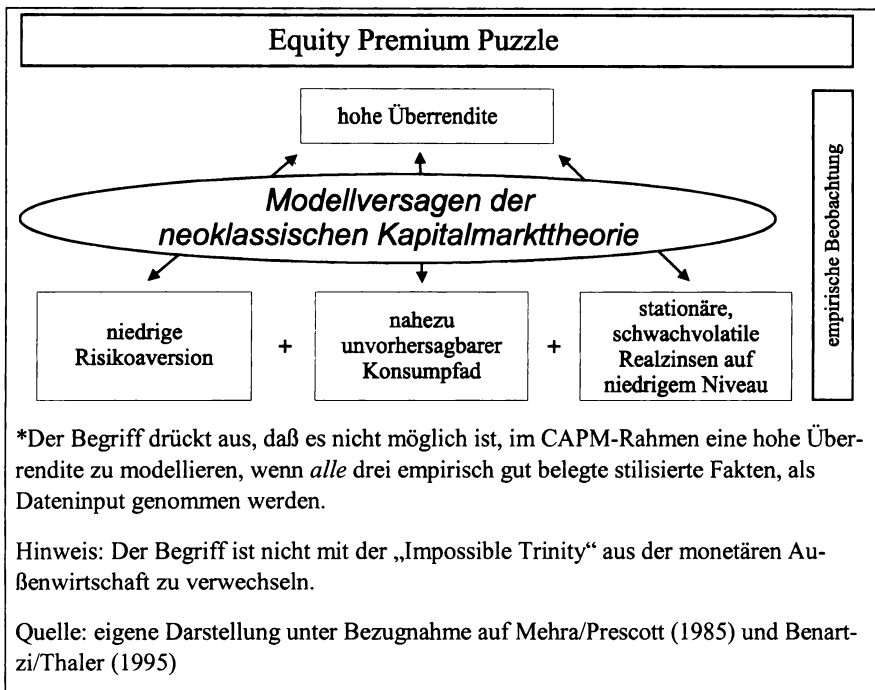 Equity Premium Puzzle
hohe Überrendite
empirische Beobachtung
Modellversagen der
neoklassischen Kapitalmarkttheorie
niedrige
Risikoaversion
+
nahezu
unvorhersagbarer
Konsumpfad
+
stationäre,
schwachvolatile
Realzinsen auf
niedrigem Niveau
*Der Begriff drückt aus, daß es nicht möglich ist, im CAPM-Rahmen eine hohe Über-
rendite zu modellieren, wenn alle drei empirisch gut belegte stilisierte Fakten, als
Dateninput genommen werden.
Hinweis: Der Begriff ist nicht mit der „Impossible Trinity“ aus der monetären Au-
ßenwirtschaft zu verwechseln.
Quelle: eigene Darstellung unter Bezugnahme auf Mehra/Prescott (1985) und Benart-
zi/Thaler (1995)